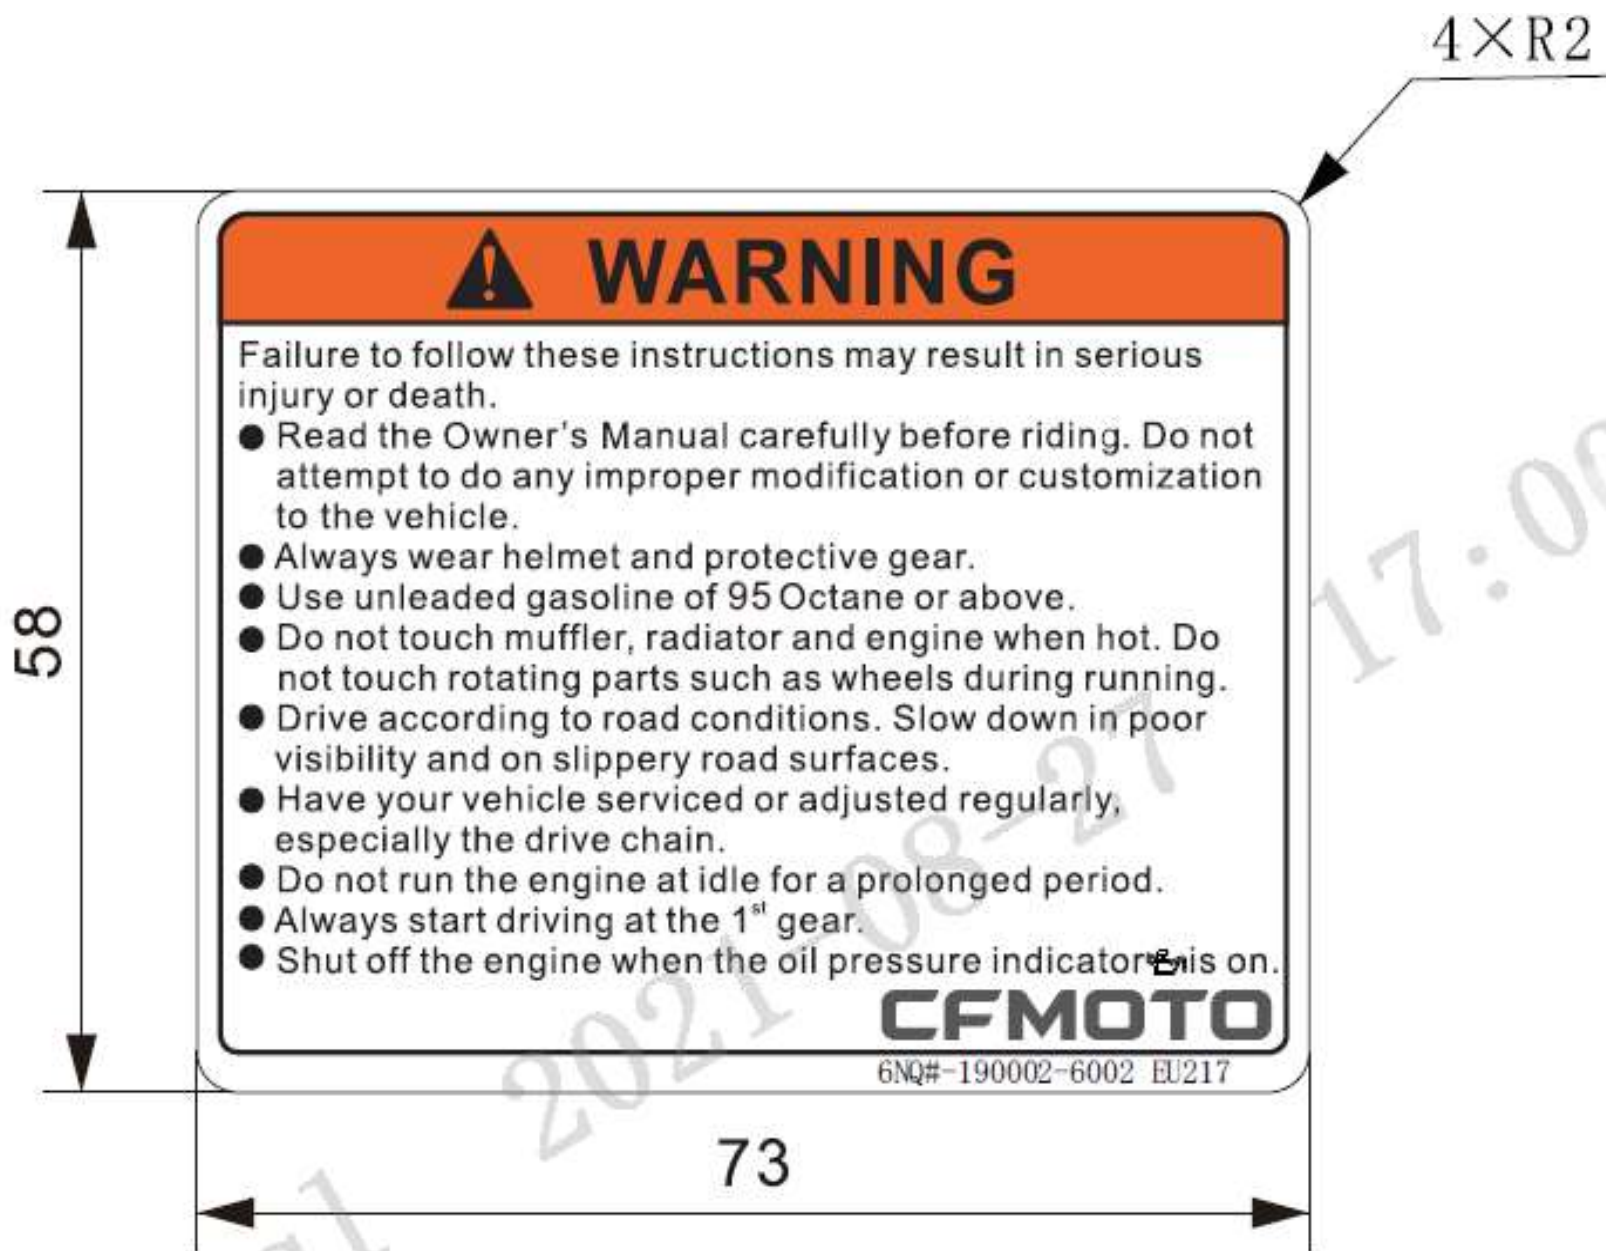 4×R2
WARNING
Failure to follow these instructions may result in serious
injury or death.
● Read the Owner's Manual carefully before riding. Do not
attempt to do any improper modification or customization
to the vehicle.
● Always wear helmet and protective gear.
● Use unleaded gasoline of 95 Octane or above.
● Do not touch muffler, radiator and engine when hot. Do
not touch rotating parts such as wheels during running.
● Drive according to road conditions. Slow down in poor
visibility and on slippery road surfaces.
● Have your vehicle serviced or adjusted regularly,
especially the drive chain.
● Do not run the engine at idle for a prolonged period.
● Always start driving at the 1st gear.
● Shut off the engine when the oil pressure indicator is on.
CFMOTO
6NQ#-190002-6002 EU217
58
73
2021-08-27 17:00